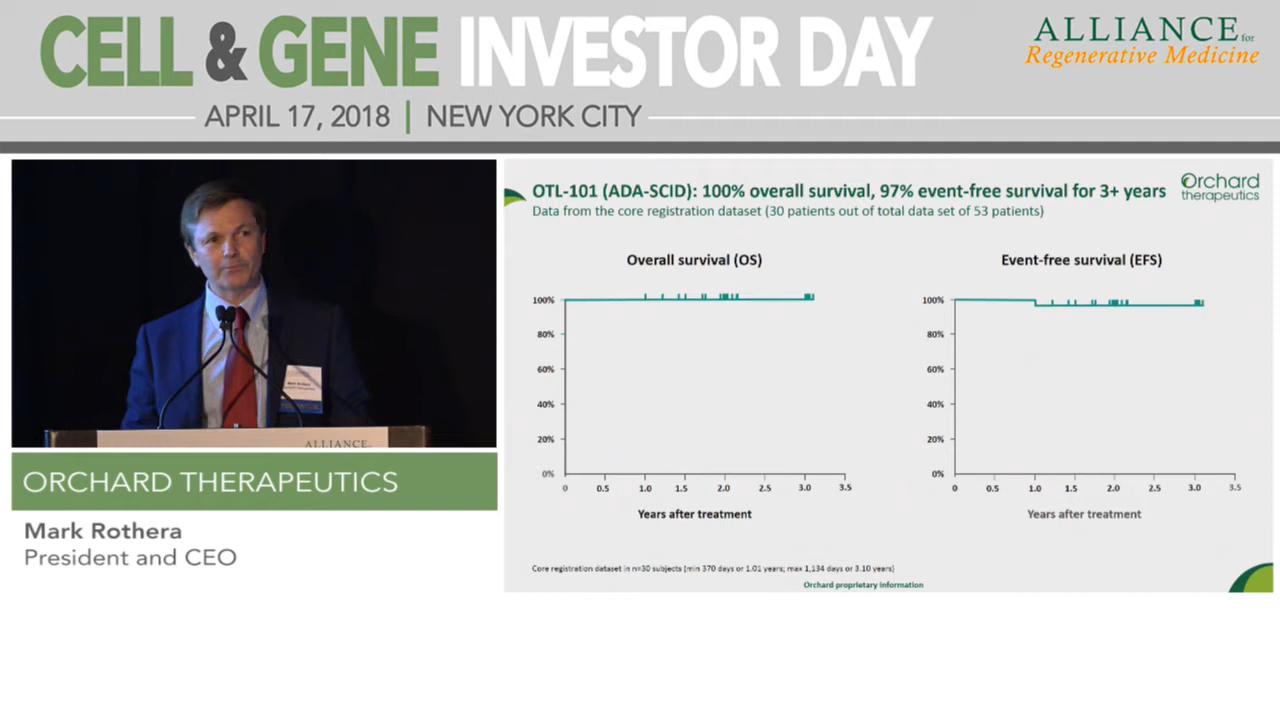 CELL & GENE INVESTOR DAY
APRIL 17, 2018 | NEW YORK CITY
ALLIANCE for
Regenerative Medicine
ALLIANCE
ORCHARD THERAPEUTICS
Mark Rothera
President and CEO
OTL-101 (ADA-SCID): 100% overall survival, 97% event-free survival for 3+ years
Data from the core registration dataset (30 patients out of total data set of 53 patients)
Orchard
therapeutics
Overall survival (OS)
100%
80%
60%
40%
20%
0%
0 0.5 1.0 1.5 2.0 2.5 3.0 3.5
Years after treatment
Event-free survival (EFS)
100%
80%
60%
40%
20%
0%
0 0.5 1.0 1.5 2.0 2.5 3.0 3.5
Years after treatment
Core registration dataset in n=30 subjects (min 370 days or 1.01 years; max 1,134 days or 3.10 years)
Orchard proprietary information